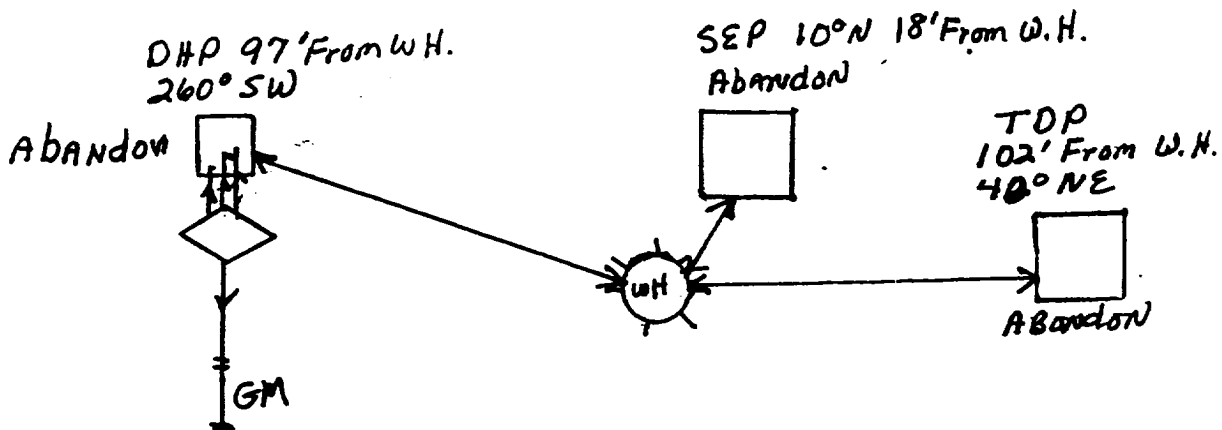 DHP 97' From W H.
260° SW
Abandon
SEP 10° N 18' From W. H.
Abandon
TDP
102' From W. H.
40° NE
Abandon
WH
GM